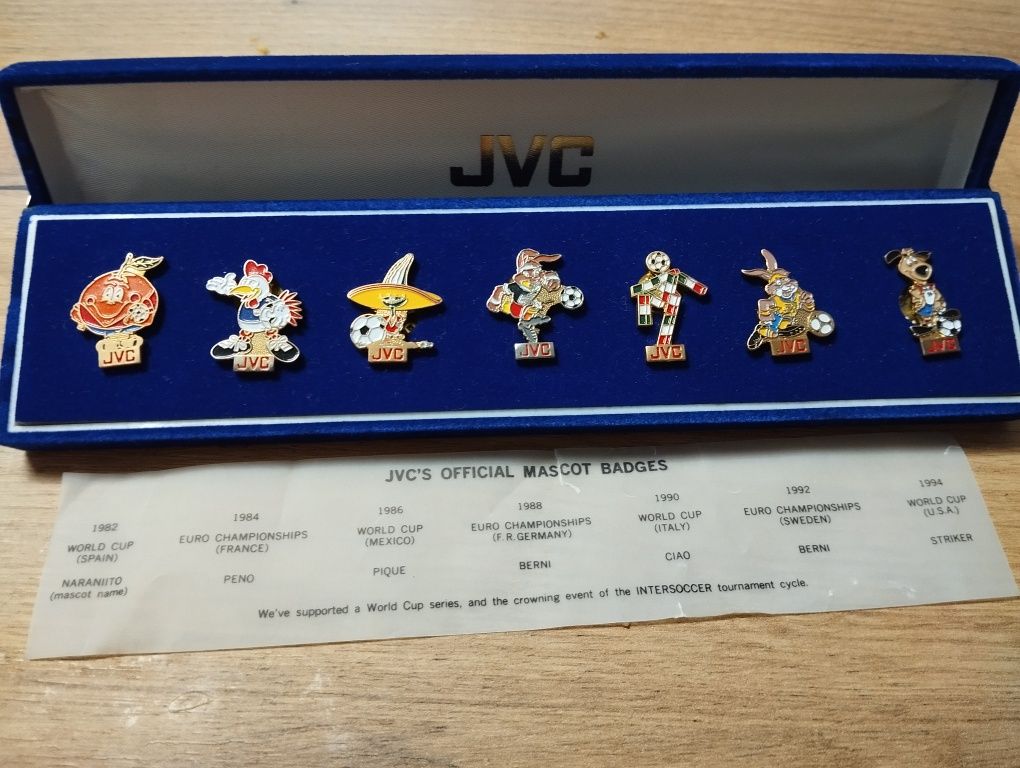 JVC
JVC
JVC
JVC
JVC
JVC
JVC
JVC
JVC'S OFFICIAL MASCOT BADGES
1982
WORLD CUP
(SPAIN)
NARANIITO
(mascot name)
1984
EURO CHAMPIONSHIPS
(FRANCE)
PENO
1986
WORLD CUP
(MEXICO)
PIQUE
1988
EURO CHAMPIONSHIPS
(F.R.GERMANY)
BERNI
1990
WORLD CUP
(ITALY)
CIAO
1992
EURO CHAMPIONSHIPS
(SWEDEN)
BERNI
1994
WORLD CUP
(U.S.A.)
STRIKER
We've supported a World Cup series, and the crowning event of the INTERSOCCER tournament cycle.